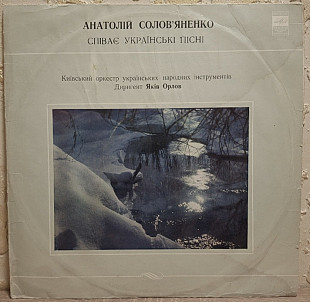 АНАТОЛІЙ СОЛОВ'ЯНЕНКО
СПІВАЄ УКРАЇНСЬКІ ПІСНІ
Київський оркестр українських народних інструментів
Диригент Яків Орлов